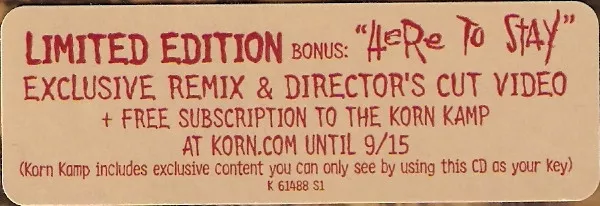 LIMITED EDITION BONUS: "HeRe To StAY"
EXCLUSIVE REMIX & DIRECTOR'S CUT VIDEO
+ FREE SUBSCRIPTION TO THE KORN KAMP
AT KORN.COM UNTIL 9/15
(Korn Kamp includes exclusive content you can only see by using this CD as your key)
K 61488 S1